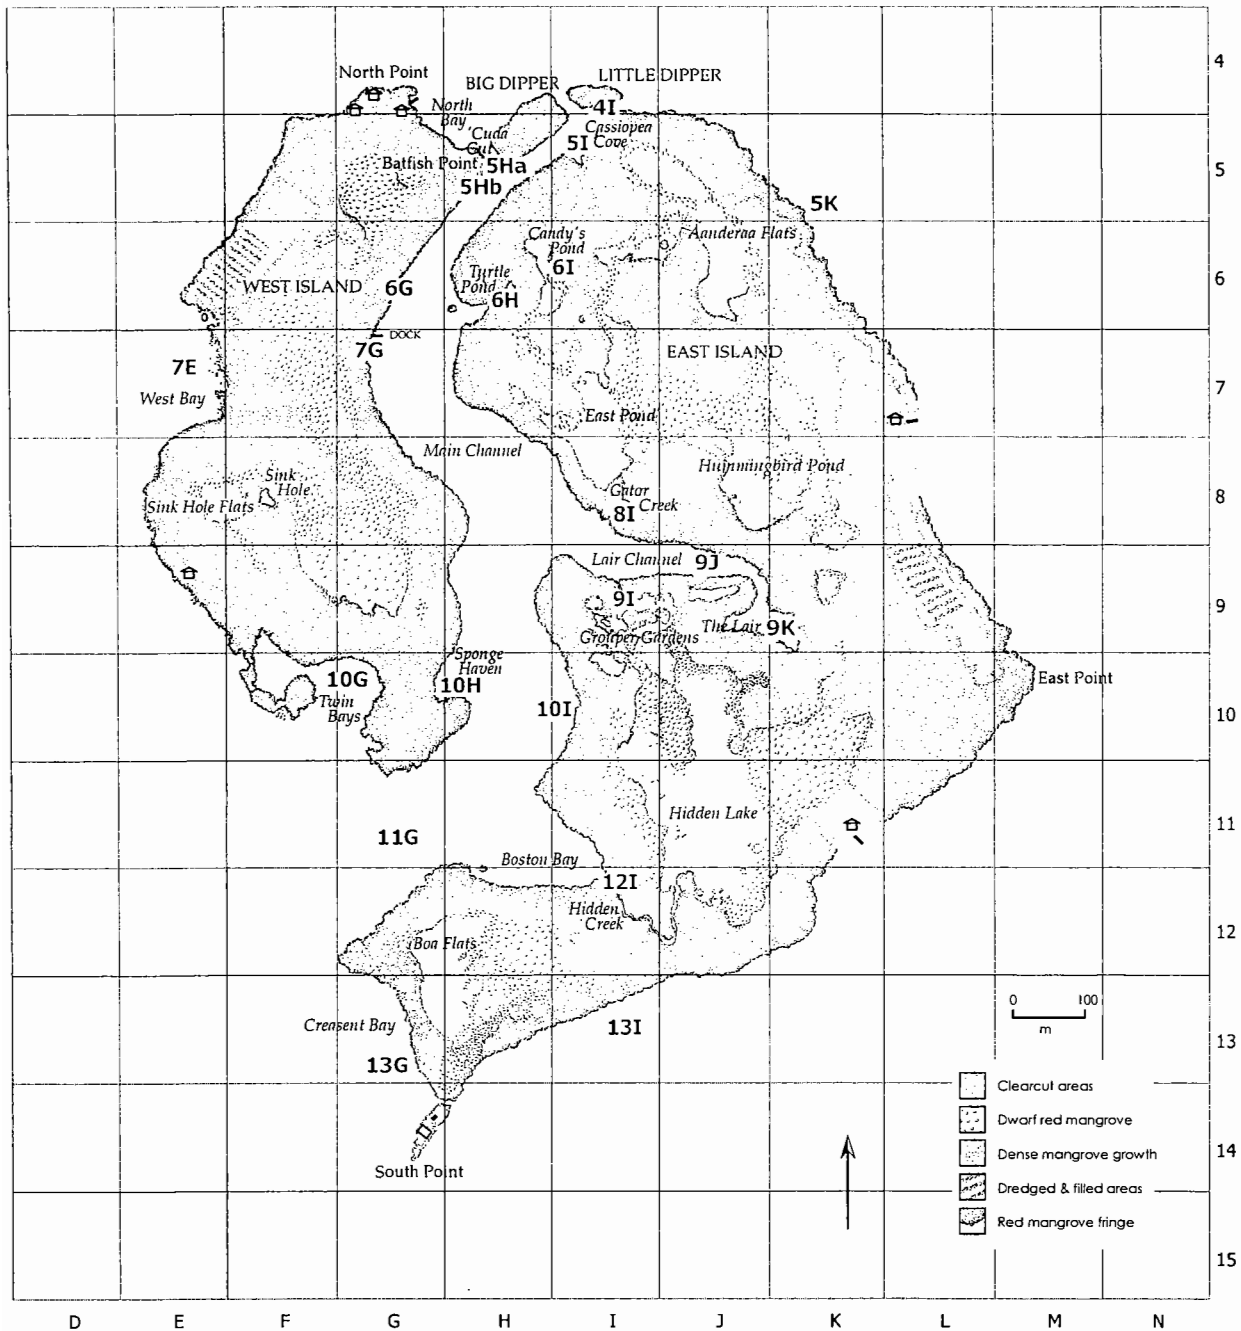 4
North Point
BIG DIPPER
LITTLE DIPPER
4I
North
Bay
'Cuda
Cut
Cassiopea
Cove
5I
Batfish Point
5Ha
5Hb
5
5K
Candy's
Pond
Aanderaa Flats
6I
Turtle
Pond
6H
WEST ISLAND
6G
6
DOCK
7G
EAST ISLAND
7E
West Bay
East Pond
7
Main Channel
Hummingbird Pond
Sink
Hole
Sink Hole Flats
Gator
Creek
8I
8
Lair Channel
9J
9I
Grouper Gardens
The Lair
9K
9
Sponge
Haven
10G
10H
Twin
Bays
10I
East Point
10
Hidden Lake
11G
11
Boston Bay
12I
Hidden
Creek
Boa Flats
12
0 100
m
Creasent Bay
13I
13G
13
Clearcut areas
Dwarf red mangrove
Dense mangrove growth
Dredged & filled areas
Red mangrove fringe
South Point
14
15
D E F G H I J K L M N